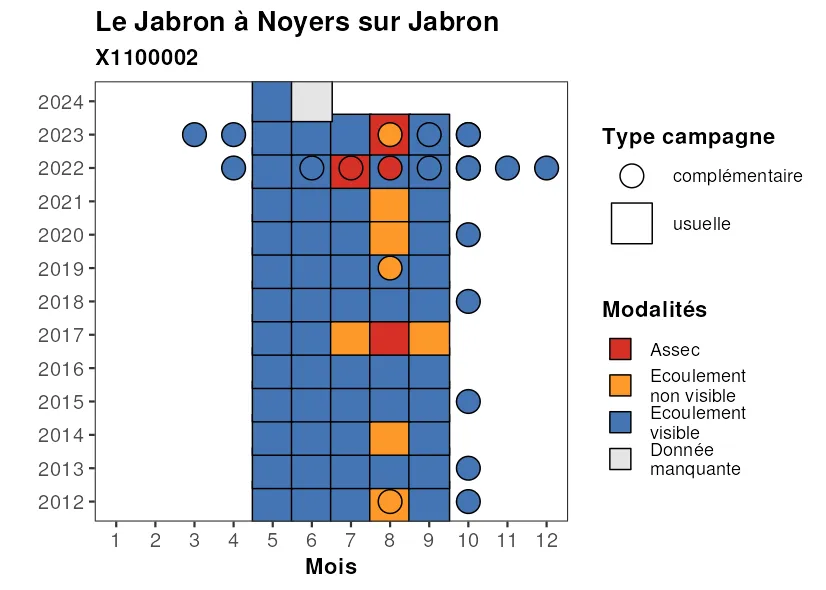 Le Jabron à Noyers sur Jabron
X1100002
2024
2023
2022
2021
2020
2019
2018
2017
2016
2015
2014
2013
2012
1 2 3 4 5 6 7 8 9 10 11 12
Mois
Type campagne
complémentaire
usuelle
Modalités
Assec
Ecoulement
non visible
Ecoulement
visible
Donnée
manquante